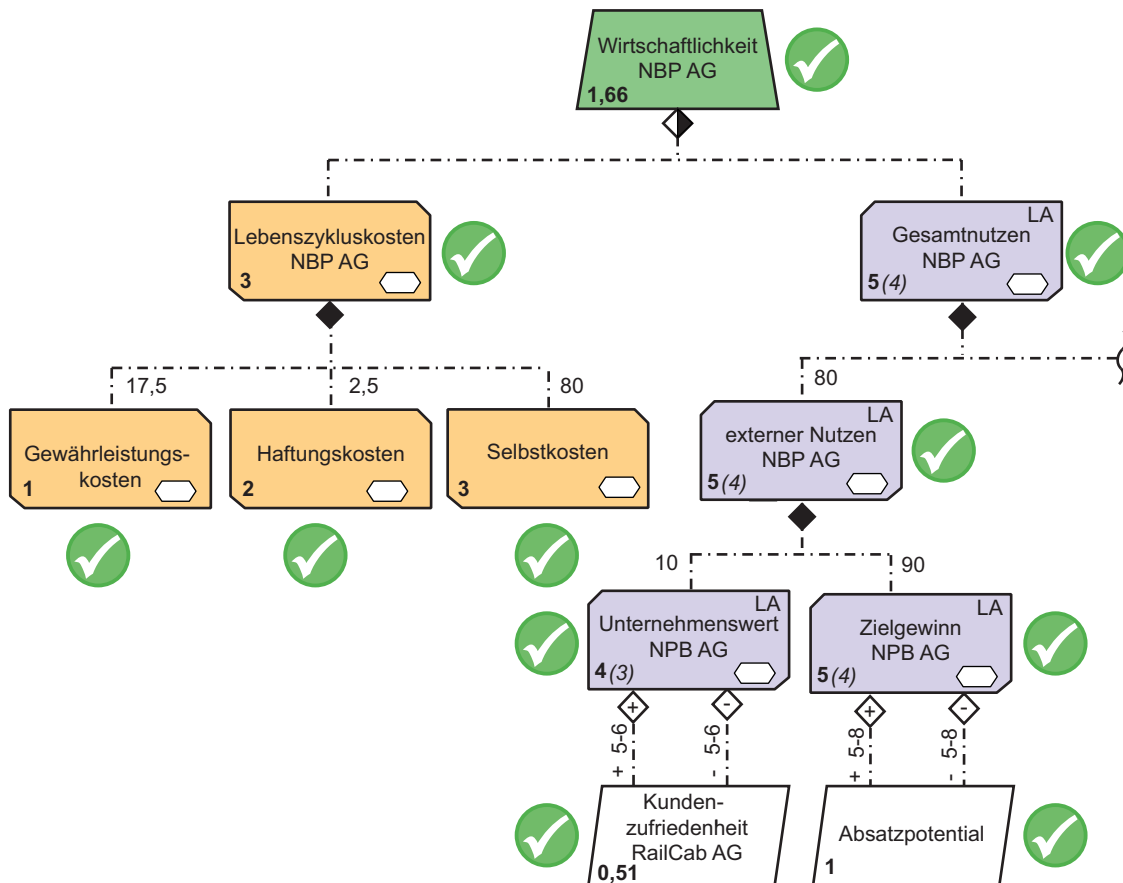 Wirtschaftlichkeit
NBP AG
1,66
Lebenszykluskosten
NBP AG
3
LA
Gesamtnutzen
NBP AG
5 (4)
17,5
2,5
80
80
Gewährleistungs-
kosten
1
Haftungskosten
2
Selbstkosten
3
LA
externer Nutzen
NBP AG
5 (4)
10
90
LA
Unternehmenswert
NPB AG
4 (3)
LA
Zielgewinn
NPB AG
5 (4)
+
-
+
-
+ 5-6
- 5-6
+ 5-8
- 5-8
Kunden-
zufriedenheit
RailCab AG
0,51
Absatzpotential
1